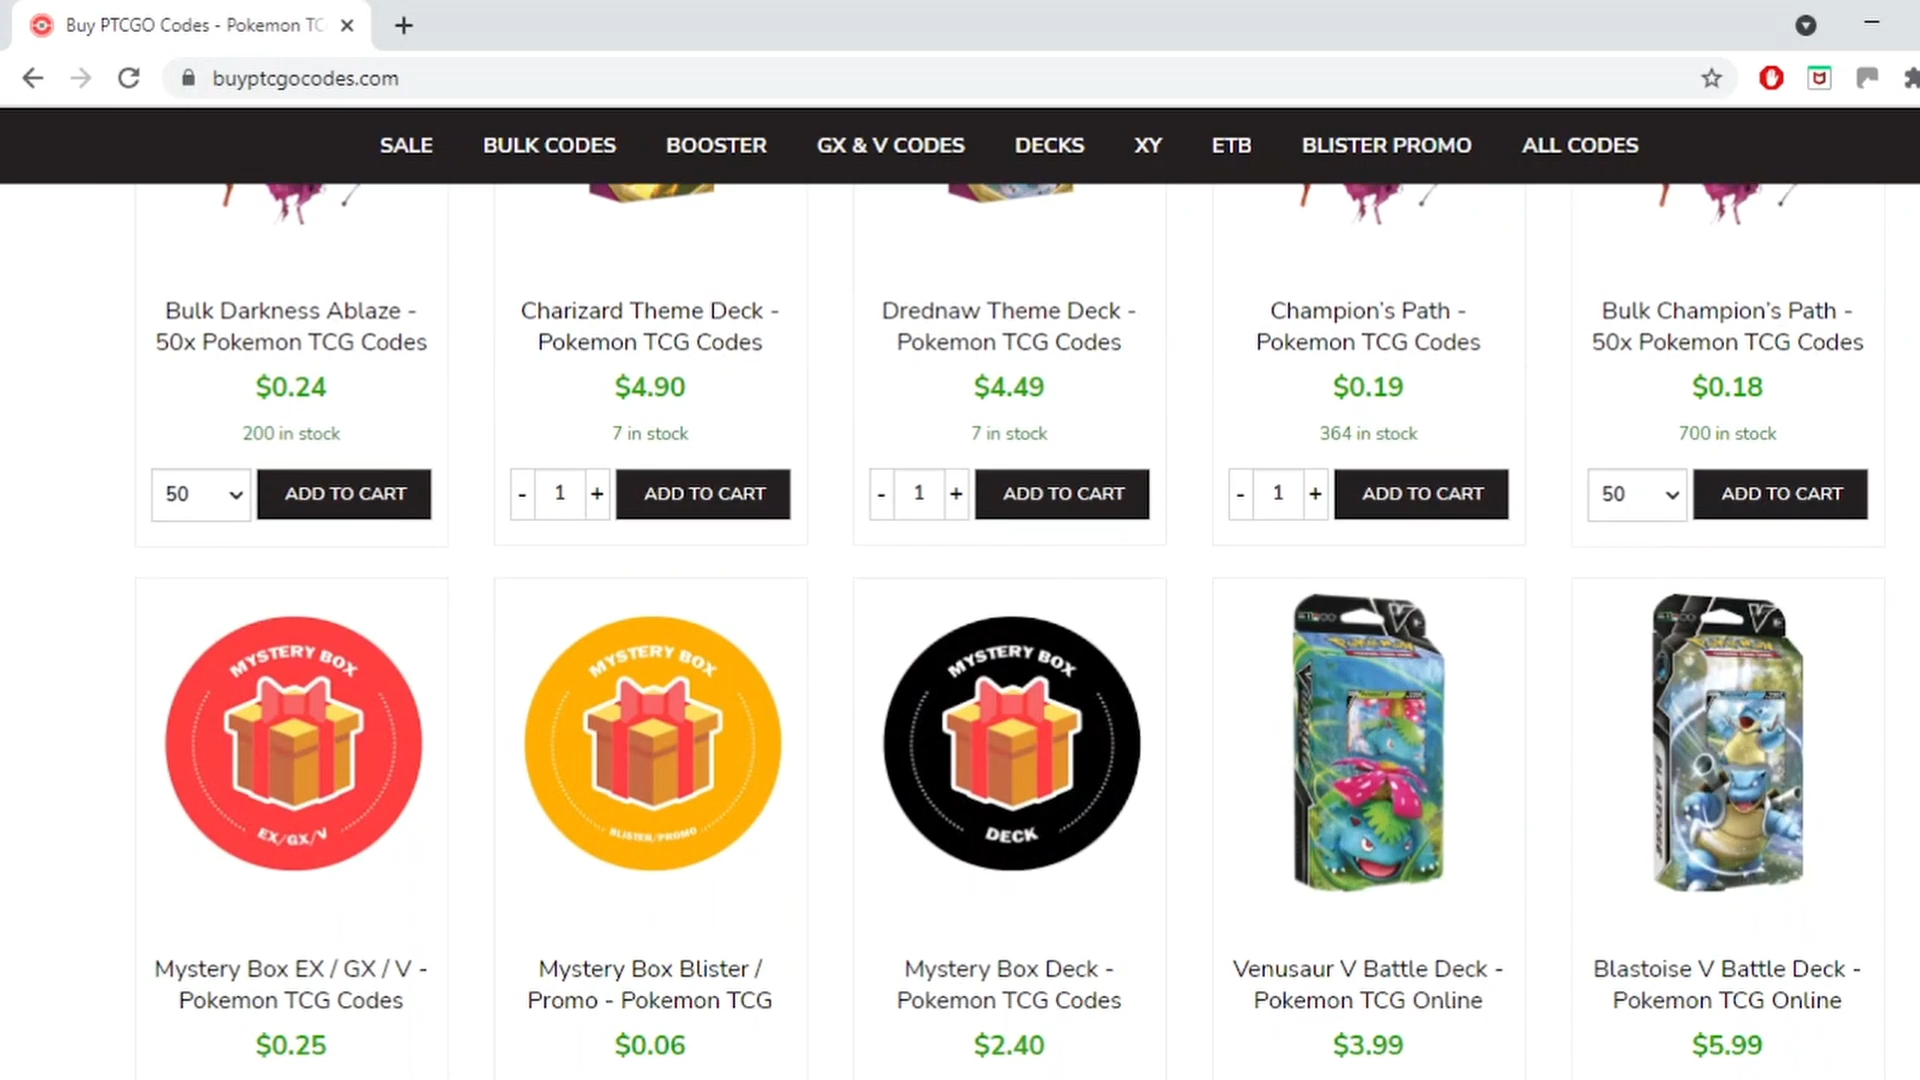 Buy PTCGO Codes - Pokemon TC
buyptcgocodes.com
SALE BULK CODES BOOSTER GX & V CODES DECKS XY ETB BLISTER PROMO ALL CODES
Bulk Darkness Ablaze -
50x Pokemon TCG Codes
$0.24
200 in stock
50 ADD TO CART
Charizard Theme Deck -
Pokemon TCG Codes
$4.90
7 in stock
- 1 + ADD TO CART
Drednaw Theme Deck -
Pokemon TCG Codes
$4.49
7 in stock
- 1 + ADD TO CART
Champion’s Path -
Pokemon TCG Codes
$0.19
364 in stock
- 1 + ADD TO CART
Bulk Champion’s Path -
50x Pokemon TCG Codes
$0.18
700 in stock
50 ADD TO CART
MYSTERY BOX
EX/GX/V
Mystery Box EX / GX / V -
Pokemon TCG Codes
$0.25
MYSTERY BOX
BLISTER/PROMO
Mystery Box Blister /
Promo - Pokemon TCG
$0.06
MYSTERY BOX
DECK
Mystery Box Deck -
Pokemon TCG Codes
$2.40
POKEMON
VENUSAUR
Venusaur V Battle Deck -
Pokemon TCG Online
$3.99
POKEMON
BLASTOISE
Blastoise V Battle Deck -
Pokemon TCG Online
$5.99